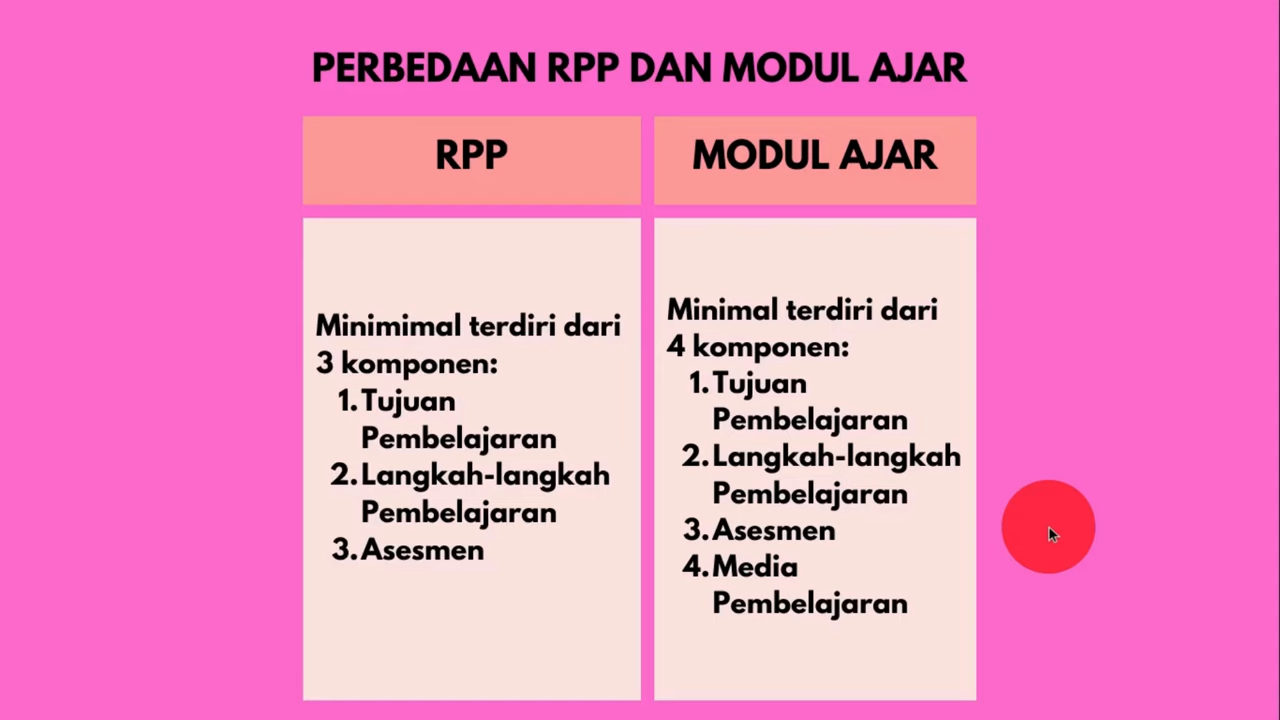 PERBEDAAN RPP DAN MODUL AJAR
RPP
Minimimal terdiri dari
3 komponen:
1. Tujuan
Pembelajaran
2. Langkah-langkah
Pembelajaran
3. Asesmen
MODUL AJAR
Minimal terdiri dari
4 komponen:
1. Tujuan
Pembelajaran
2. Langkah-langkah
Pembelajaran
3. Asesmen
4. Media
Pembelajaran